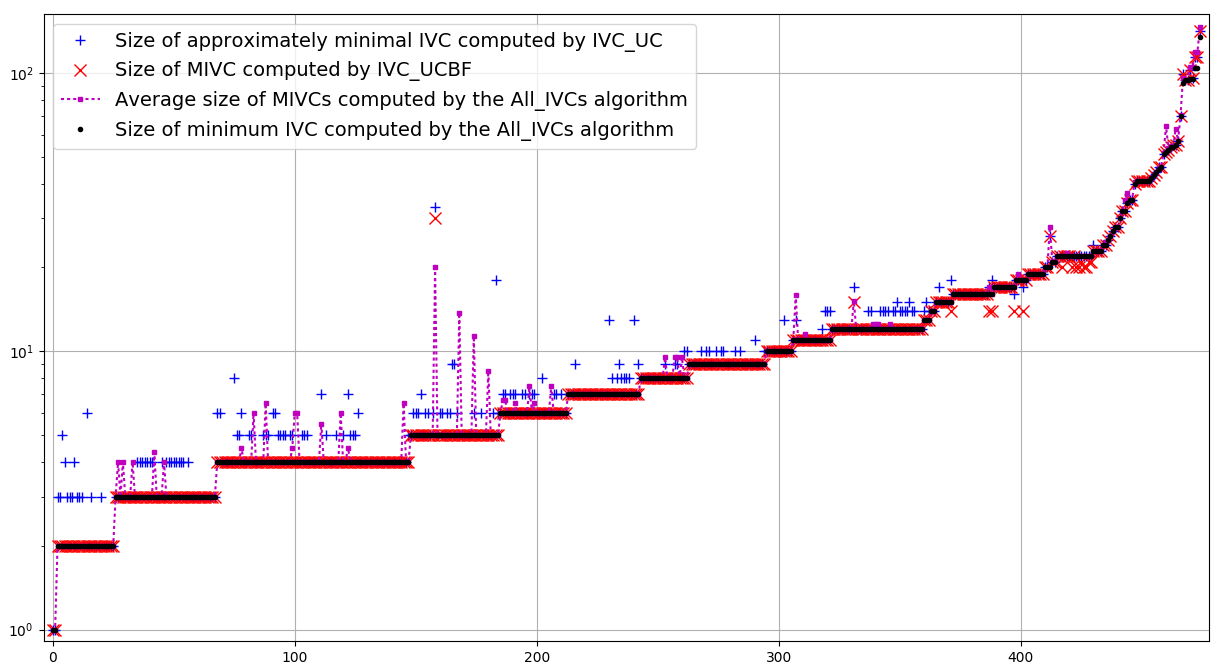 Size of approximately minimal IVC computed by IVC_UC
Size of MIVC computed by IVC_UCBF
Average size of MIVCs computed by the All_IVCs algorithm
Size of minimum IVC computed by the All_IVCs algorithm
10²
10¹
10⁰
0 100 200 300 400